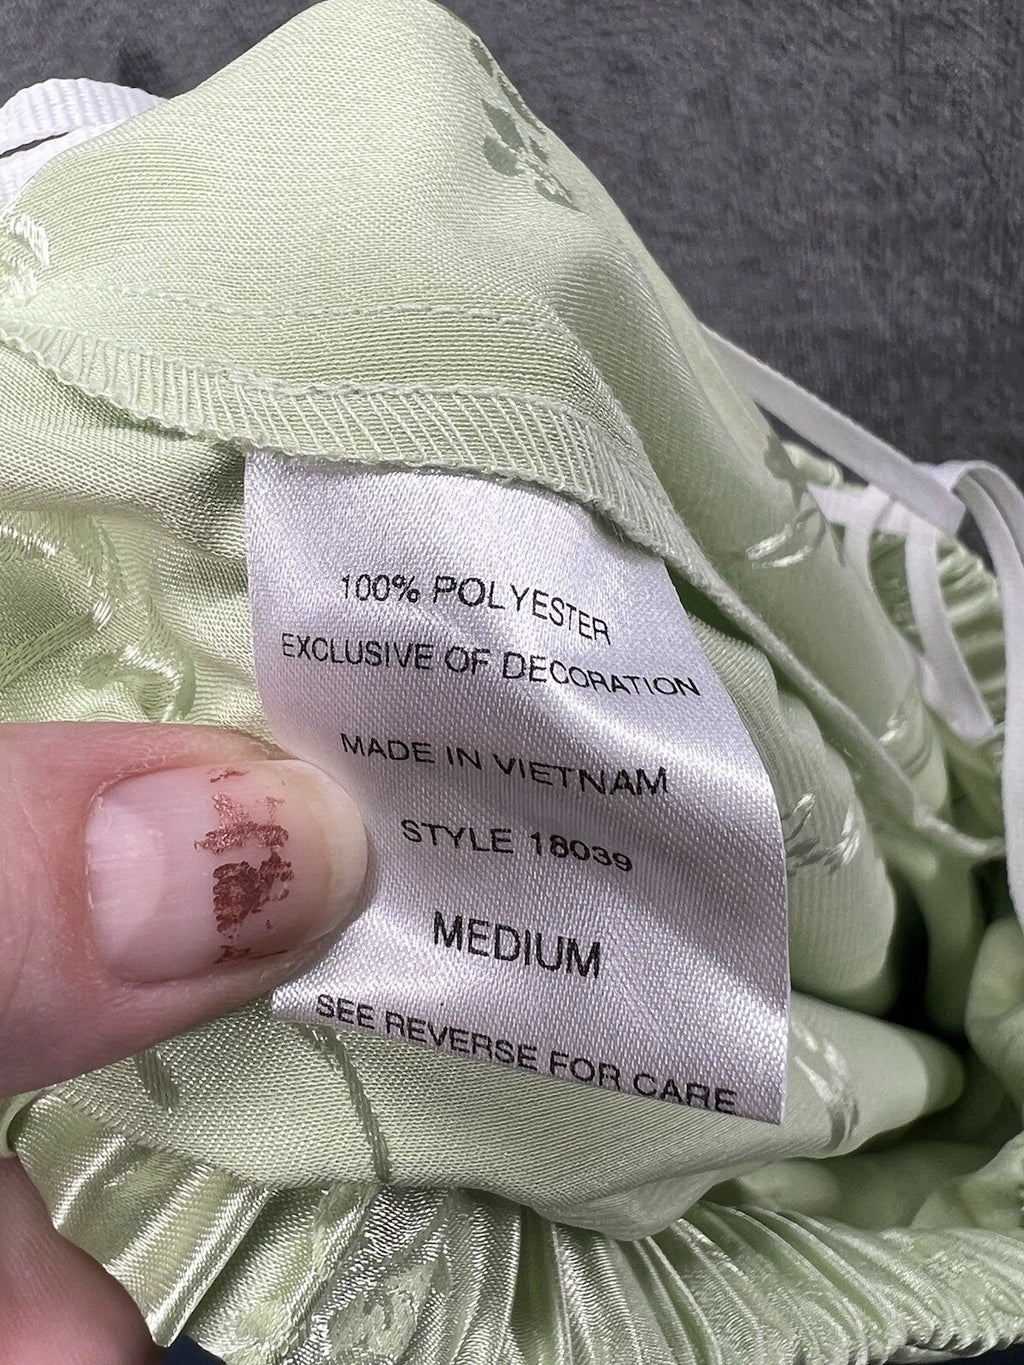 100% POLYESTER
EXCLUSIVE OF DECORATION
MADE IN VIETNAM
STYLE 18039
MEDIUM
SEE REVERSE FOR CARE